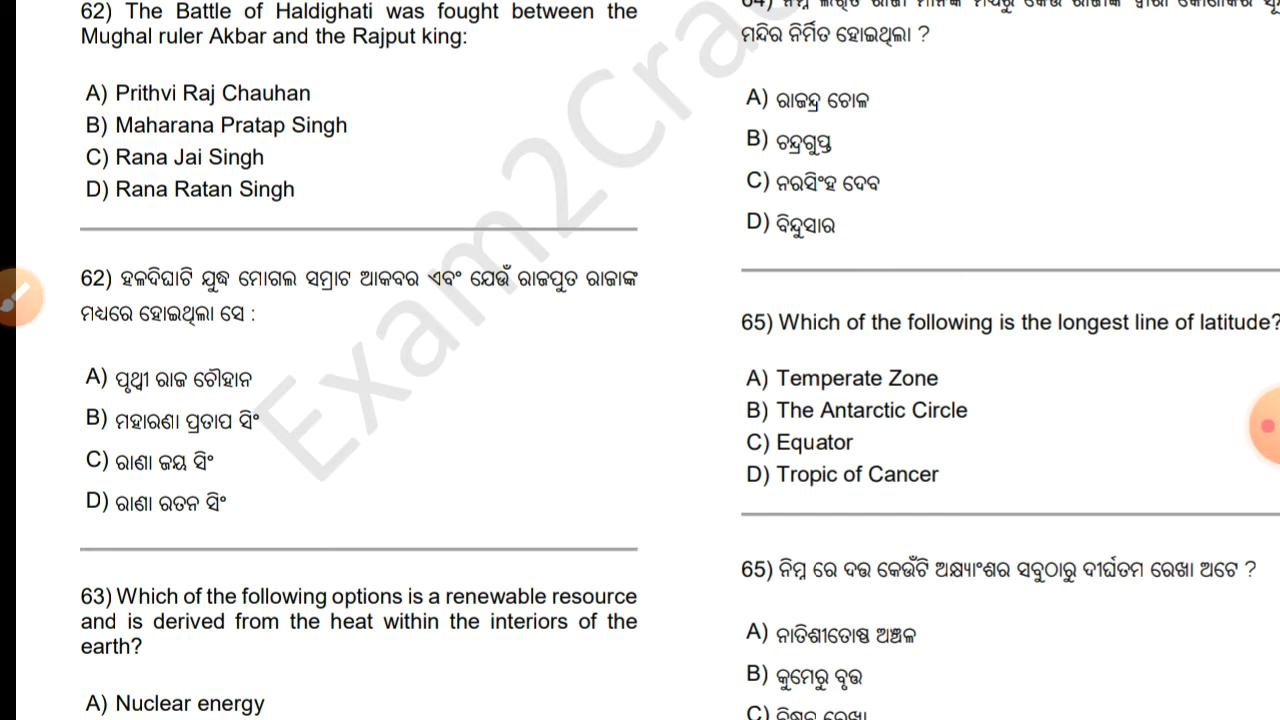 62) The Battle of Haldighati was fought between the
Mughal ruler Akbar and the Rajput king:
A) Prithvi Raj Chauhan
B) Maharana Pratap Singh
C) Rana Jai Singh
D) Rana Ratan Singh
62) ହଳଦିଘାଟି ଯୁଦ୍ଧ ମୋଗଲ ସମ୍ରାଟ ଆକବର ଏବଂ ଯେଉଁ ରାଜପୁତ ରାଜାଙ୍କ
ମଧ୍ୟରେ ହୋଇଥିଲା ସେ :
A) ପୃଥ୍ୱୀ ରାଜ ଚୌହାନ
B) ମହାରଣା ପ୍ରତାପ ସିଂ
C) ରାଣା ଜୟ ସିଂ
D) ରାଣା ରତନ ସିଂ
63) Which of the following options is a renewable resource
and is derived from the heat within the interiors of the
earth?
A) Nuclear energy
ମନ୍ଦିର ନିର୍ମିତ ହୋଇଥିଲା ?
A) ରାଜେନ୍ଦ୍ର ଚୋଳ
B) ଚନ୍ଦ୍ରଗୁପ୍ତ
C) ନରସିଂହ ଦେବ
D) ବିନ୍ଦୁସାର
65) Which of the following is the longest line of latitude?
A) Temperate Zone
B) The Antarctic Circle
C) Equator
D) Tropic of Cancer
65) ନିମ୍ନ ରେ ଦତ୍ତ କେଉଁଟି ଅକ୍ଷ୍ୟାଂଶର ସବୁଠାରୁ ଦୀର୍ଘତମ ରେଖା ଅଟେ ?
A) ନାତିଶୀତୋଷ୍ଣ ଅଞ୍ଚଳ
B) କୁମେରୁ ବୃତ୍ତ
Exam2Cra